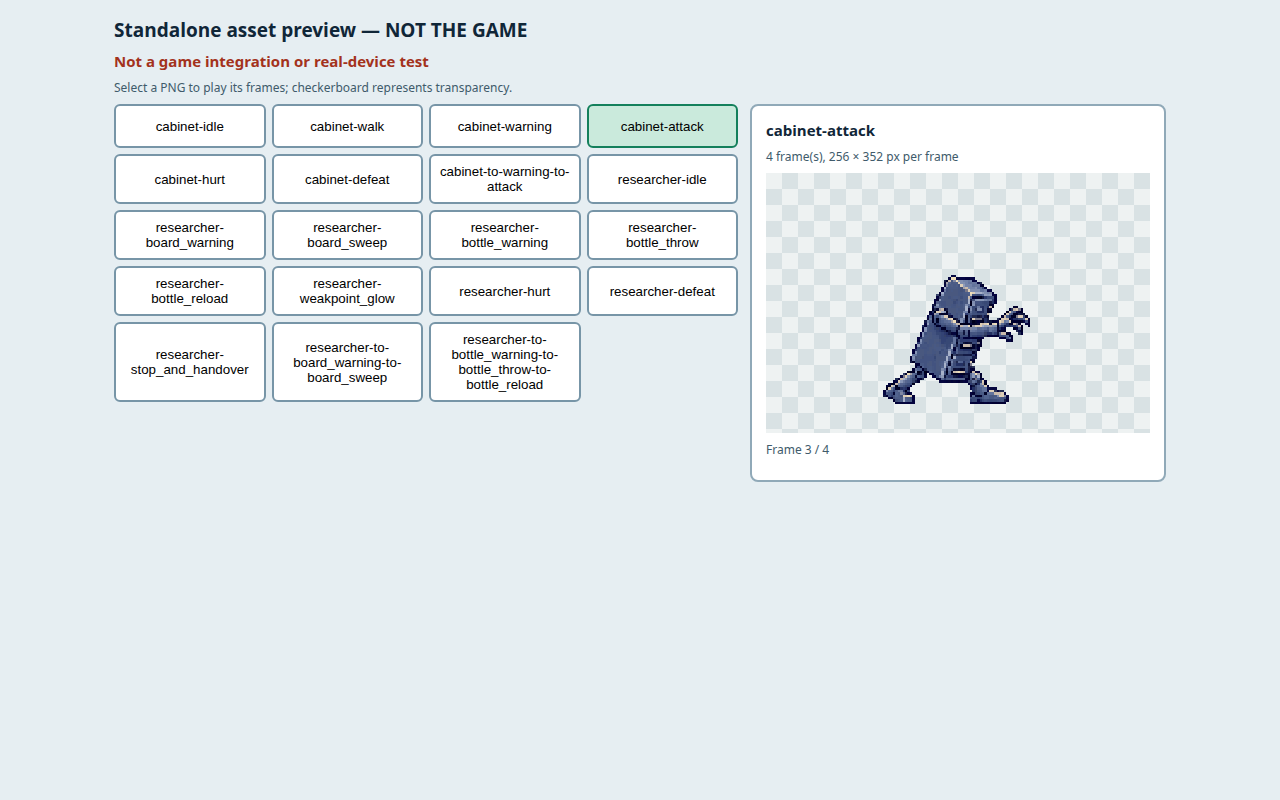 Standalone asset preview — NOT THE GAME
Not a game integration or real-device test
Select a PNG to play its frames; checkerboard represents transparency.
cabinet-idle
cabinet-walk
cabinet-warning
cabinet-attack
cabinet-hurt
cabinet-defeat
cabinet-to-warning-to-
attack
researcher-idle
researcher-
board_warning
researcher-
board_sweep
researcher-
bottle_warning
researcher-
bottle_throw
researcher-
bottle_reload
researcher-
weakpoint_glow
researcher-hurt
researcher-defeat
researcher-
stop_and_handover
researcher-to-
board_warning-to-
board_sweep
researcher-to-
bottle_warning-to-
bottle_throw-to-
bottle_reload
cabinet-attack
4 frame(s), 256 × 352 px per frame
Frame 3 / 4